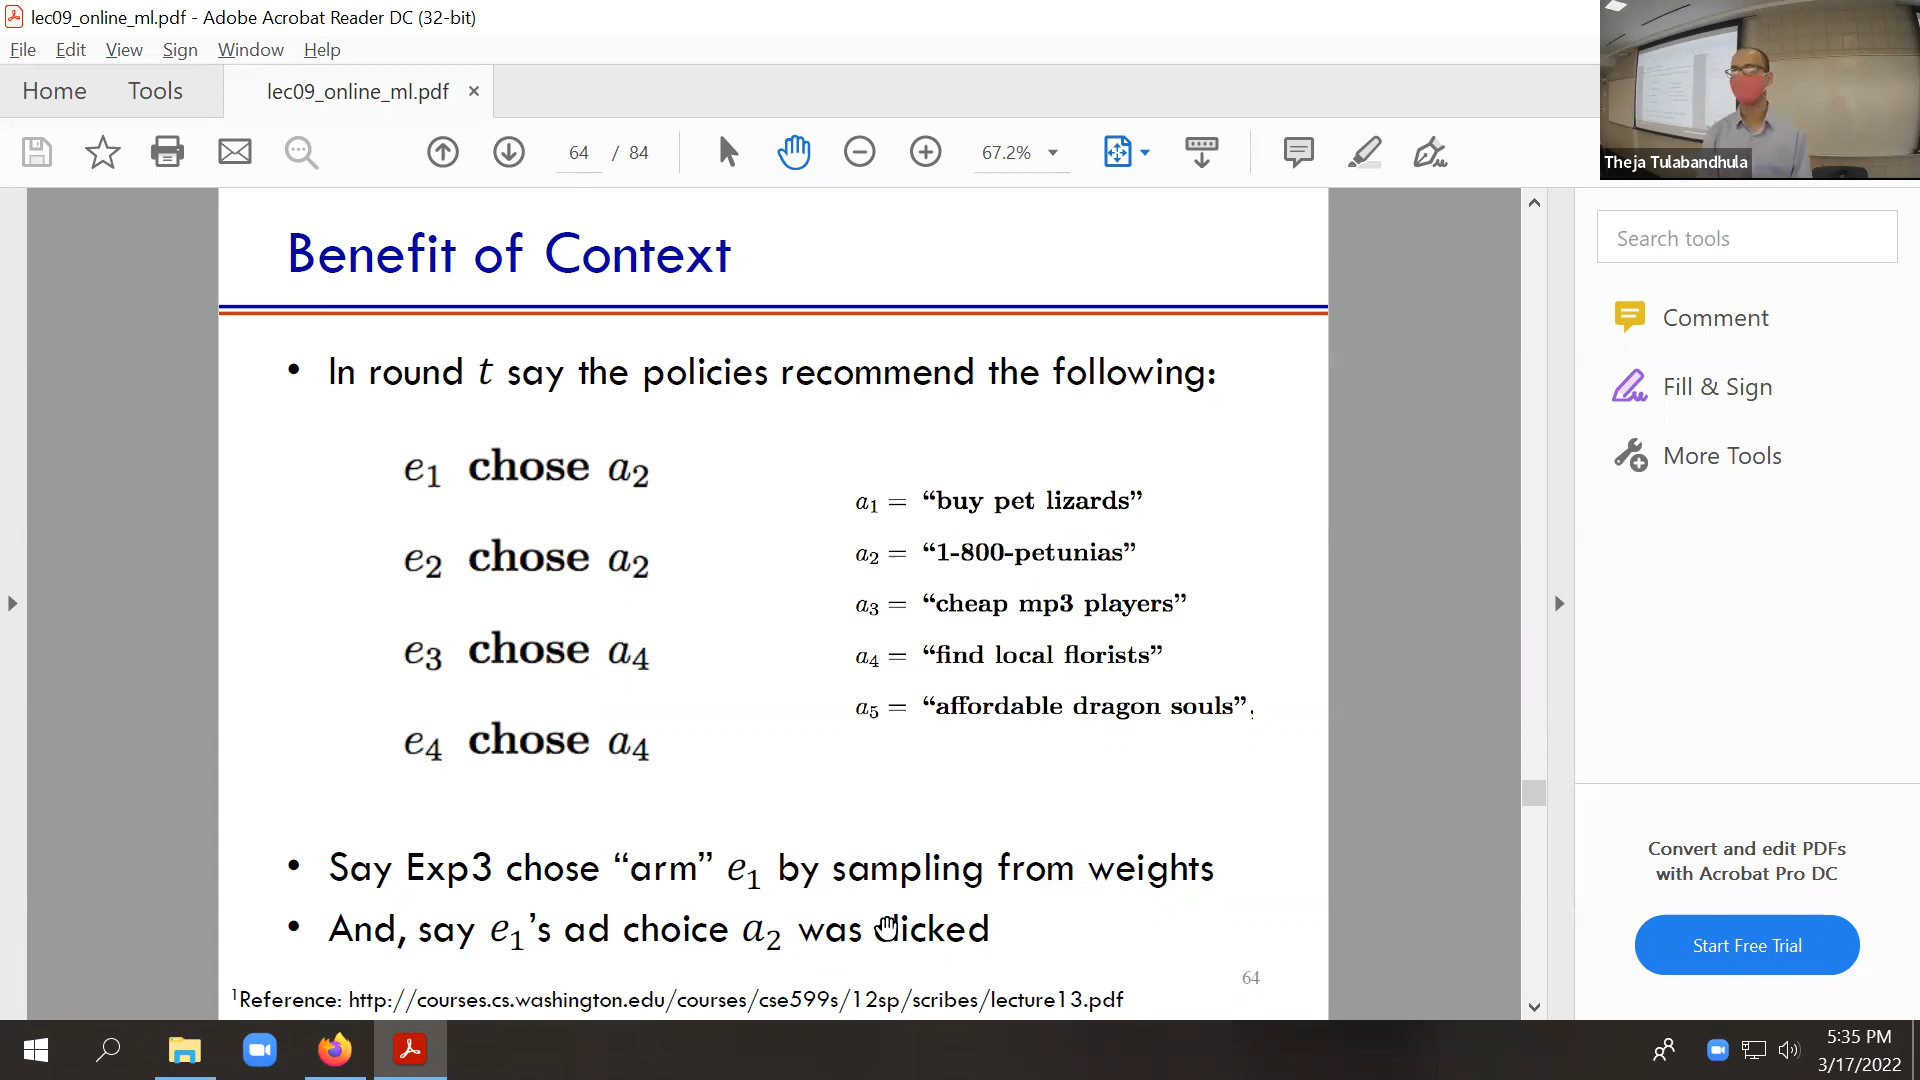 lec09_online_ml.pdf - Adobe Acrobat Reader DC (32-bit)
File Edit View Sign Window Help
Home Tools lec09_online_ml.pdf ×
64 / 84 67.2%
Theja Tulabandhula
Search tools
Comment
Fill & Sign
More Tools
Convert and edit PDFs
with Acrobat Pro DC
Start Free Trial
Benefit of Context
• In round t say the policies recommend the following:
e₁ chose a₂
e₂ chose a₂
e₃ chose a₄
e₄ chose a₄
a₁ = “buy pet lizards”
a₂ = “1-800-petunias”
a₃ = “cheap mp3 players”
a₄ = “find local florists”
a₅ = “affordable dragon souls”,
• Say Exp3 chose “arm” e₁ by sampling from weights
• And, say e₁’s ad choice a₂ was clicked
64
¹Reference: http://courses.cs.washington.edu/courses/cse599s/12sp/scribes/lecture13.pdf
5:35 PM
3/17/2022